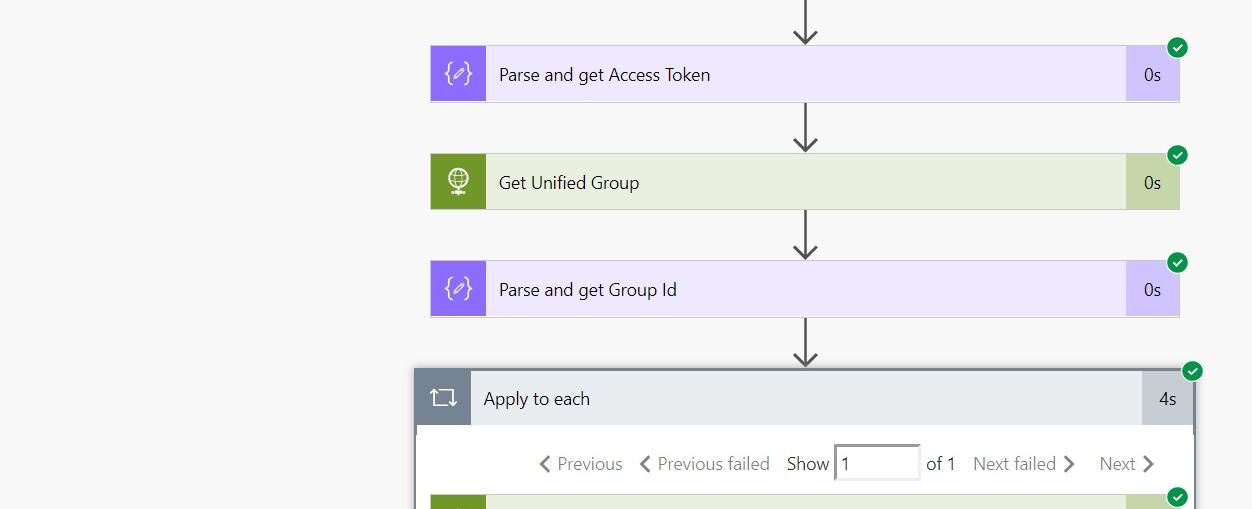 Parse and get Access Token 0s
Get Unified Group 0s
Parse and get Group Id 0s
Apply to each 4s
Previous Previous failed Show 1 of 1 Next failed Next